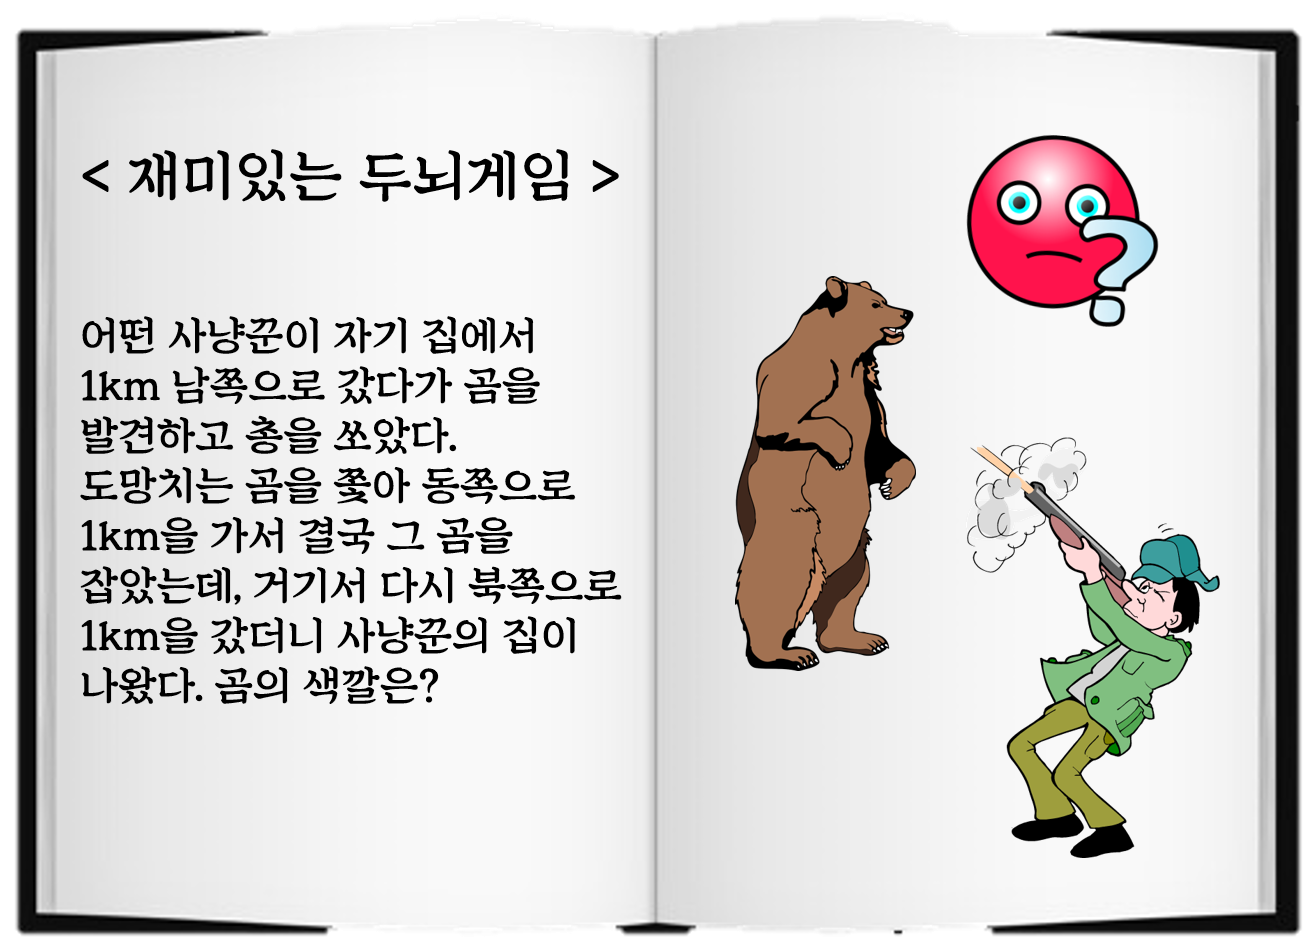 < 재미있는 두뇌게임 >
어떤 사냥꾼이 자기 집에서
1km 남쪽으로 갔다가 곰을
발견하고 총을 쏘았다.
도망치는 곰을 쫓아 동쪽으로
1km을 가서 결국 그 곰을
잡았는데, 거기서 다시 북쪽으로
1km을 갔더니 사냥꾼의 집이
나왔다. 곰의 색깔은?
?